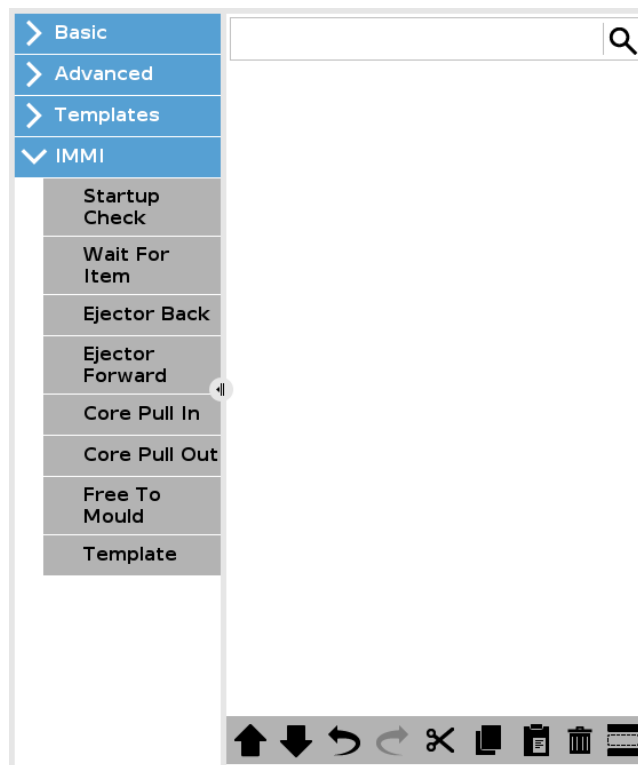 Basic
Advanced
Templates
IMMI
Startup
Check
Wait For
Item
Ejector Back
Ejector
Forward
Core Pull In
Core Pull Out
Free To
Mould
Template